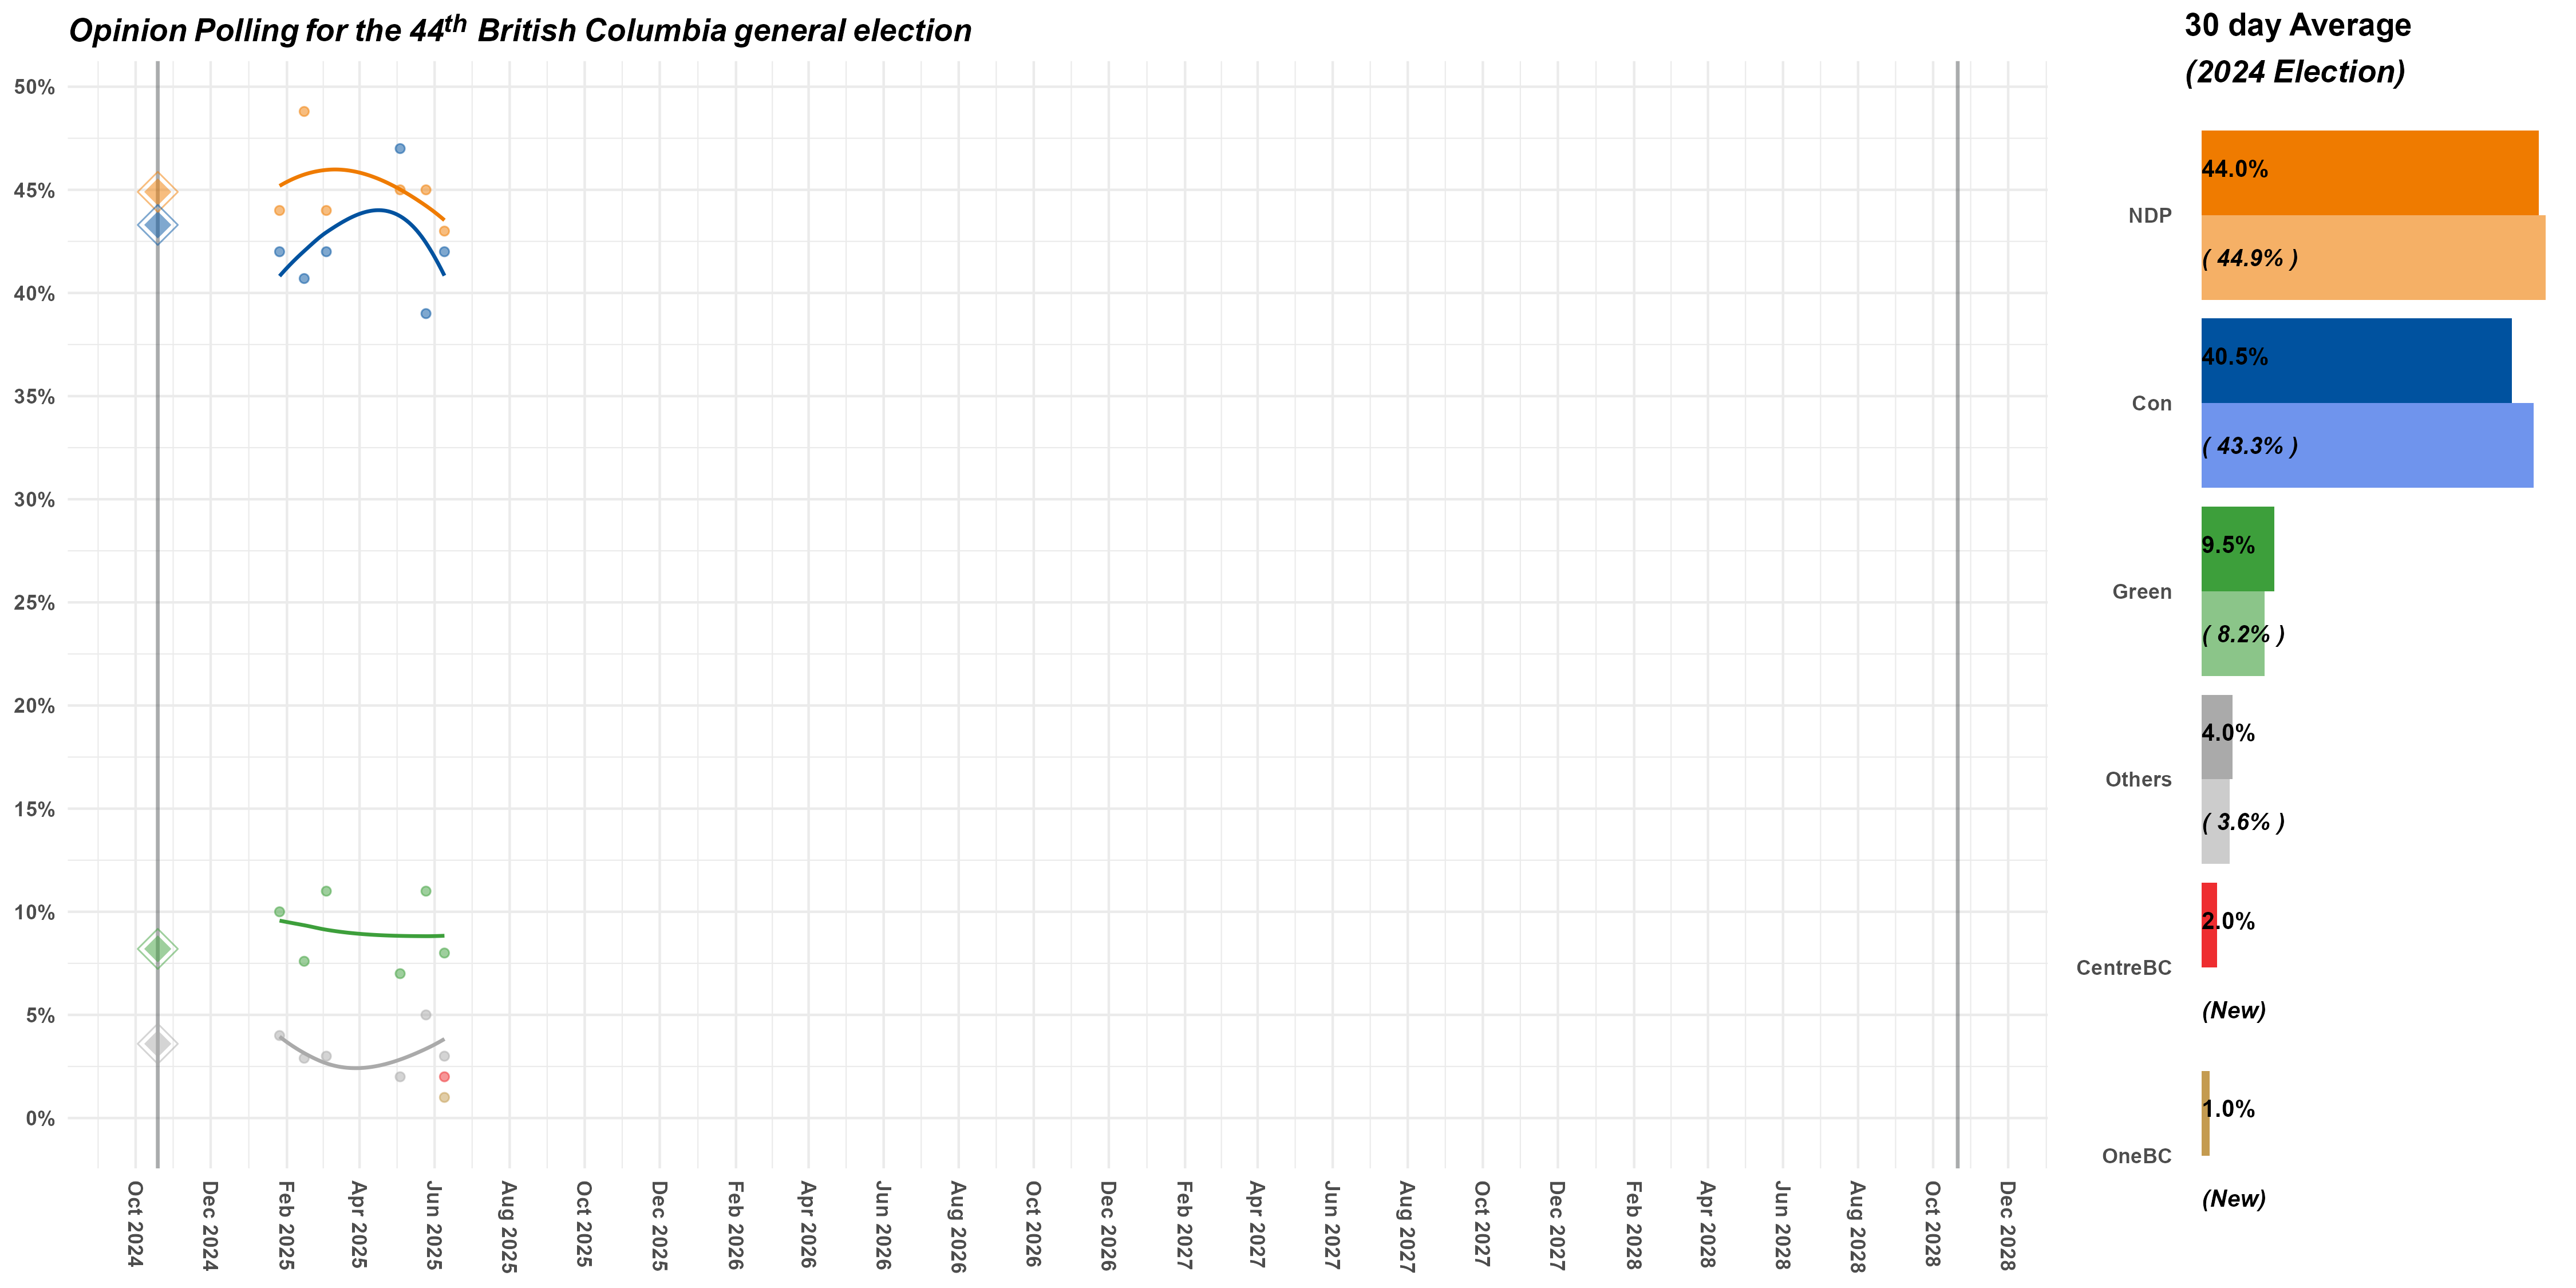 Opinion Polling for the 44th British Columbia general election
50%
45%
40%
35%
30%
25%
20%
15%
10%
5%
0%
Oct 2024
Dec 2024
Feb 2025
Apr 2025
Jun 2025
Aug 2025
Oct 2025
Dec 2025
Feb 2026
Apr 2026
Jun 2026
Aug 2026
Oct 2026
Dec 2026
Feb 2027
Apr 2027
Jun 2027
Aug 2027
Oct 2027
Dec 2027
Feb 2028
Apr 2028
Jun 2028
Aug 2028
Oct 2028
Dec 2028
30 day Average
(2024 Election)
NDP
44.0%
( 44.9% )
Con
40.5%
( 43.3% )
Green
9.5%
( 8.2% )
Others
4.0%
( 3.6% )
CentreBC
2.0%
(New)
OneBC
1.0%
(New)